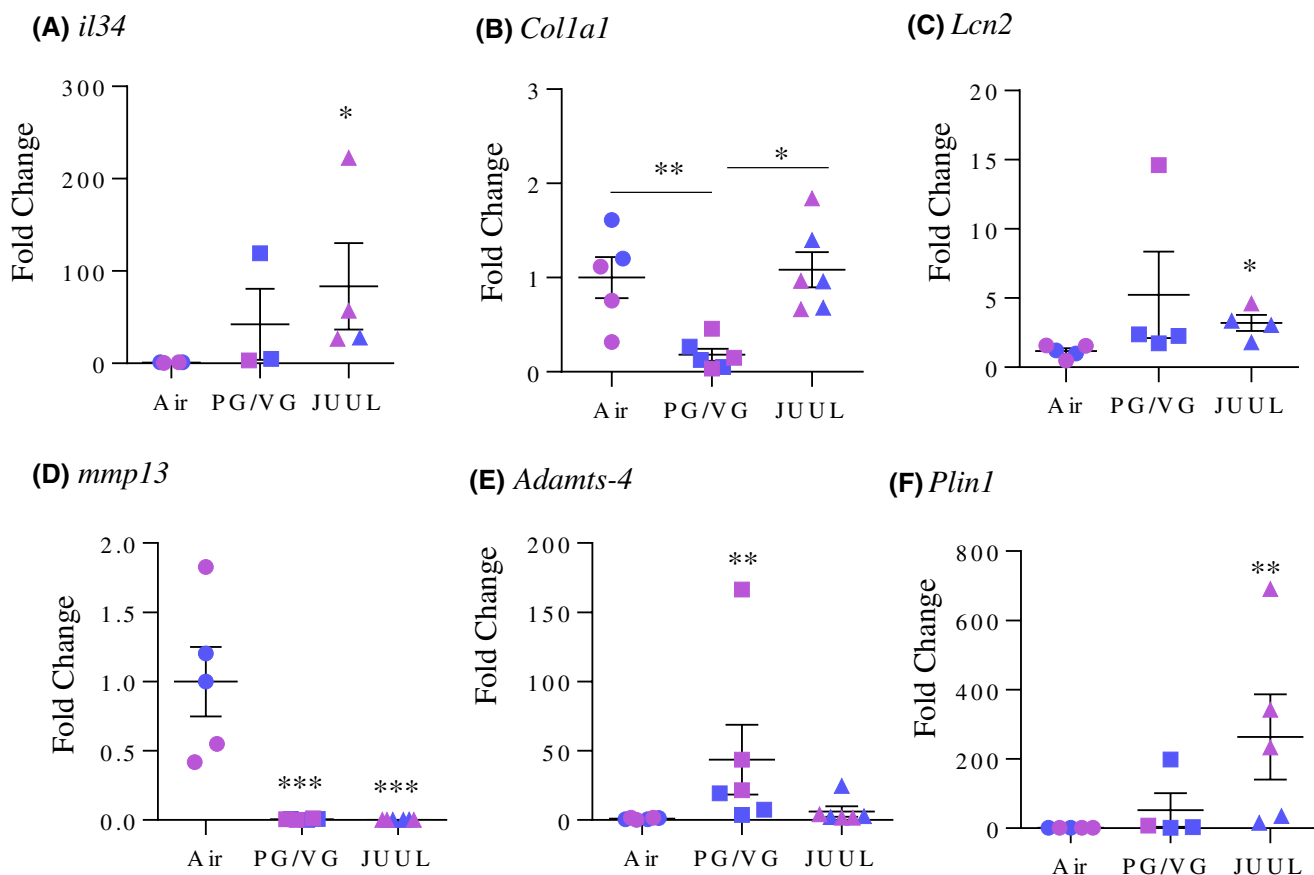 (A) il34
Fold Change
300
200
100
0
*
Air PG/VG JUUL
(B) Col1a1
Fold Change
3
2
1
0
** *
Air PG/VG JUUL
(C) Lcn2
Fold Change
20
15
10
5
0
*
Air PG/VG JUUL
(D) mmp13
Fold Change
2.0
1.5
1.0
0.5
0.0
*** ***
Air PG/VG JUUL
(E) Adamts-4
Fold Change
200
150
100
50
0
**
Air PG/VG JUUL
(F) Plin1
Fold Change
800
600
400
200
0
**
Air PG/VG JUUL